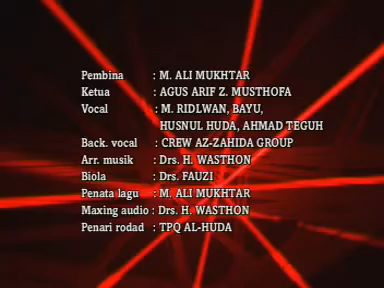 Pembina : M. ALI MUKHTAR
Ketua : AGUS ARIF Z. MUSTHOFA
Vocal : M. RIDLWAN, BAYU,
HUSNUL HUDA, AHMAD TEGUH
Back. vocal : CREW AZ-ZAHIDA GROUP
Arr. musik : Drs. H. WASTHON
Biola : Drs. FAUZI
Penata lagu : M. ALI MUKHTAR
Maxing audio : Drs. H. WASTHON
Penari rodad : TPQ AL-HUDA